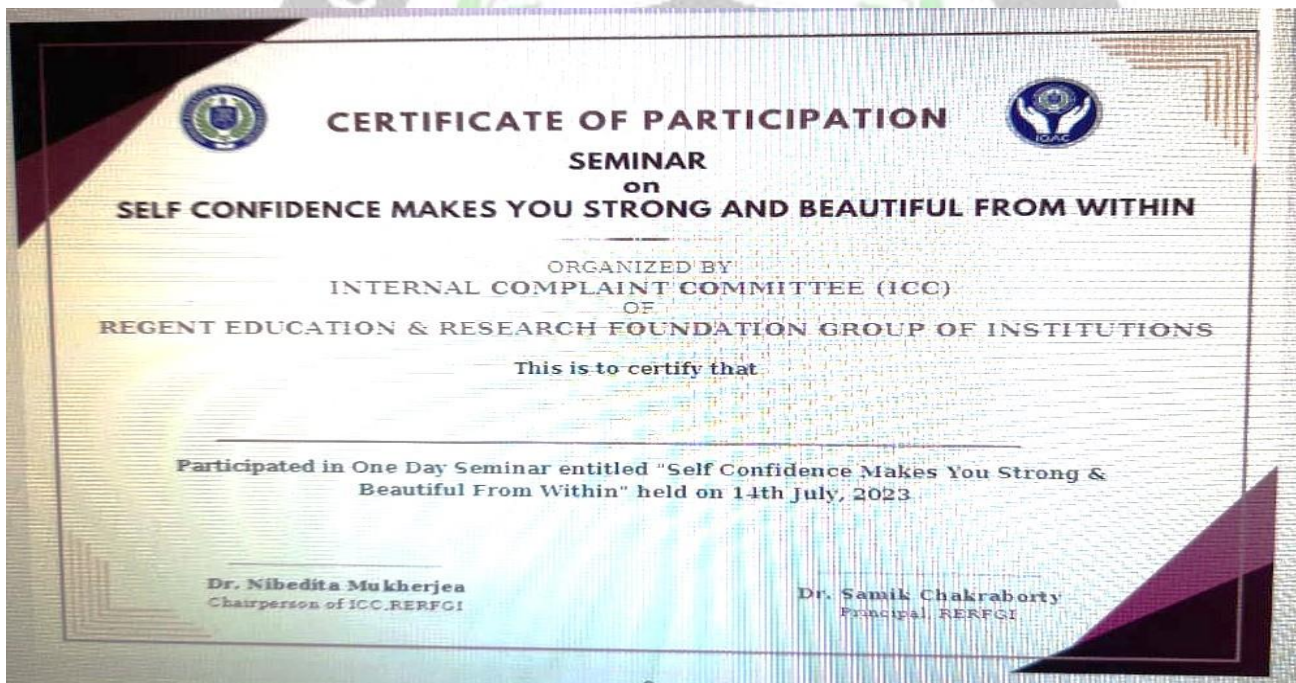 CERTIFICATE OF PARTICIPATION
IQAC
SEMINAR
on
SELF CONFIDENCE MAKES YOU STRONG AND BEAUTIFUL FROM WITHIN
ORGANIZED BY
INTERNAL COMPLAINT COMMITTEE (ICC)
OF
REGENT EDUCATION & RESEARCH FOUNDATION GROUP OF INSTITUTIONS
This is to certify that
Participated in One Day Seminar entitled "Self Confidence Makes You Strong &
Beautiful From Within" held on 14th July, 2023
Dr. Nibedita Mukherjea
Chairperson of ICC,RERFGI
Dr. Samik Chakraborty
Principal, RERFGI